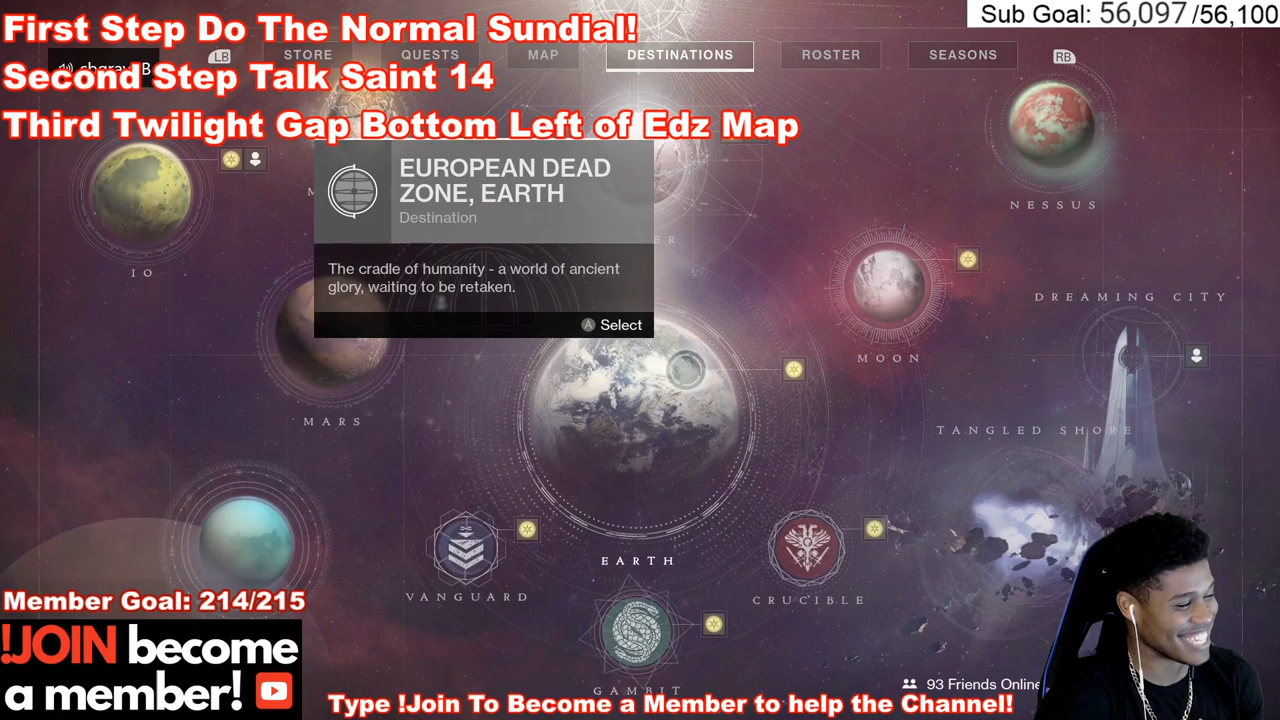 First Step Do The Normal Sundial!
Sub Goal: 56,097 /56,100
LB
STORE
QUESTS
MAP
DESTINATIONS
ROSTER
SEASONS
RB
Second Step Talk Saint 14
Third Twilight Gap Bottom Left of Edz Map
EUROPEAN DEAD
ZONE, EARTH
Destination
The cradle of humanity - a world of ancient
glory, waiting to be retaken.
A Select
IO
NESSUS
DREAMING CITY
MOON
MARS
TANGLED SHORE
EARTH
VANGUARD
CRUCIBLE
Member Goal: 214/215
!JOIN become
a member!
GAMBIT
93 Friends Online
Type !Join To Become a Member to help the Channel!